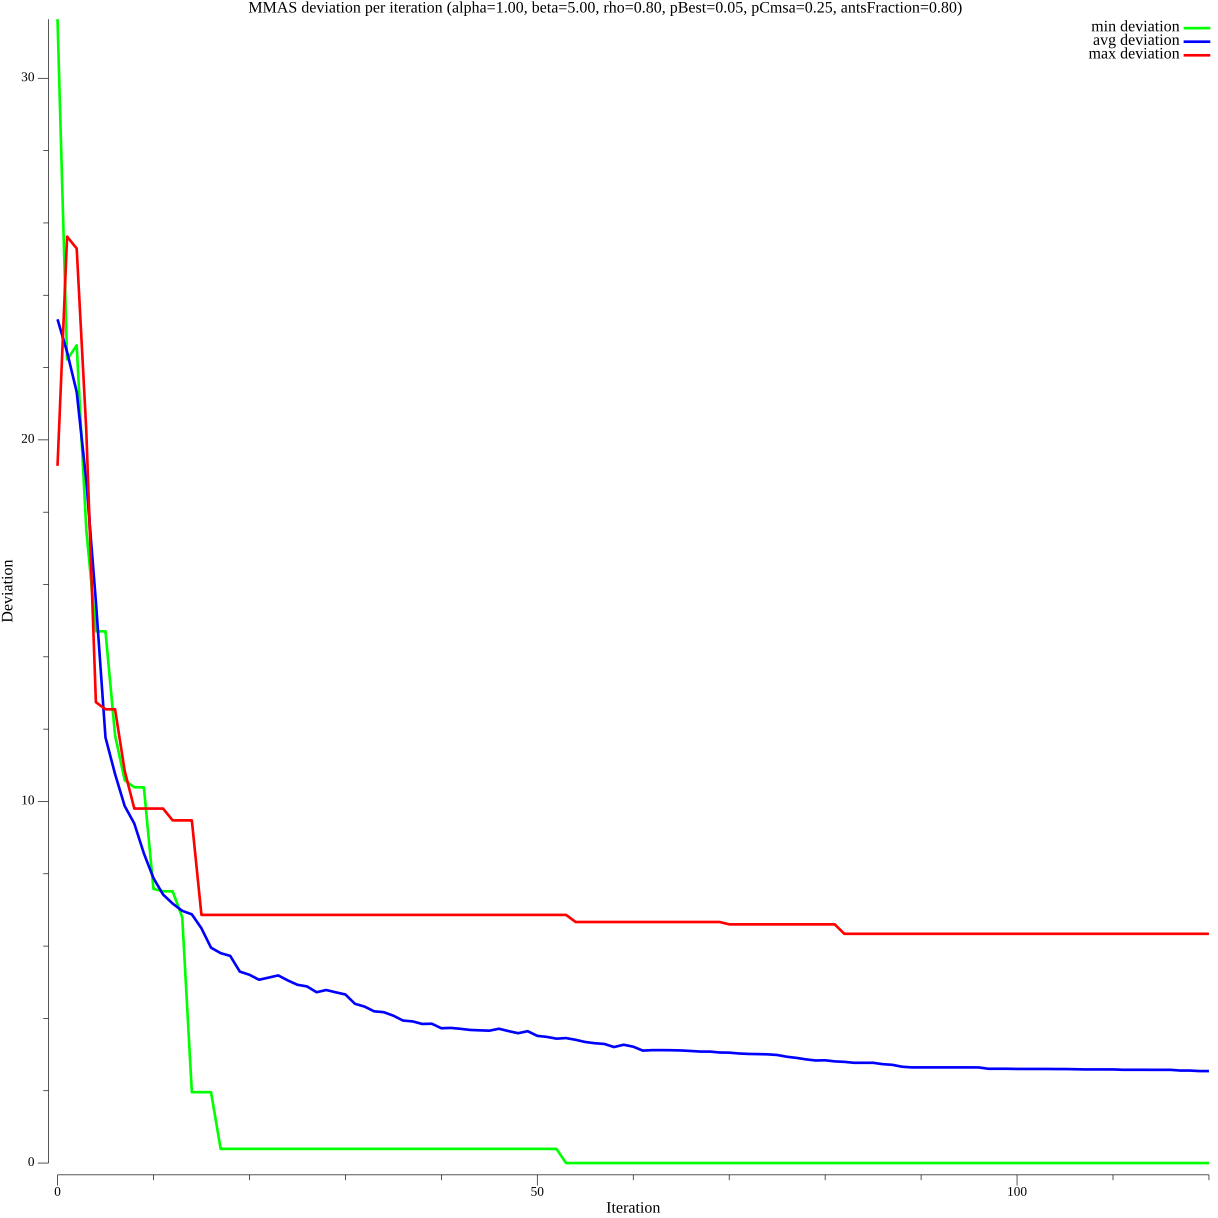 MMAS deviation per iteration (alpha=1.00, beta=5.00, rho=0.80, pBest=0.05, pCmsa=0.25, antsFraction=0.80)
min deviation
avg deviation
max deviation
30
20
10
0
Deviation
0
50
100
Iteration